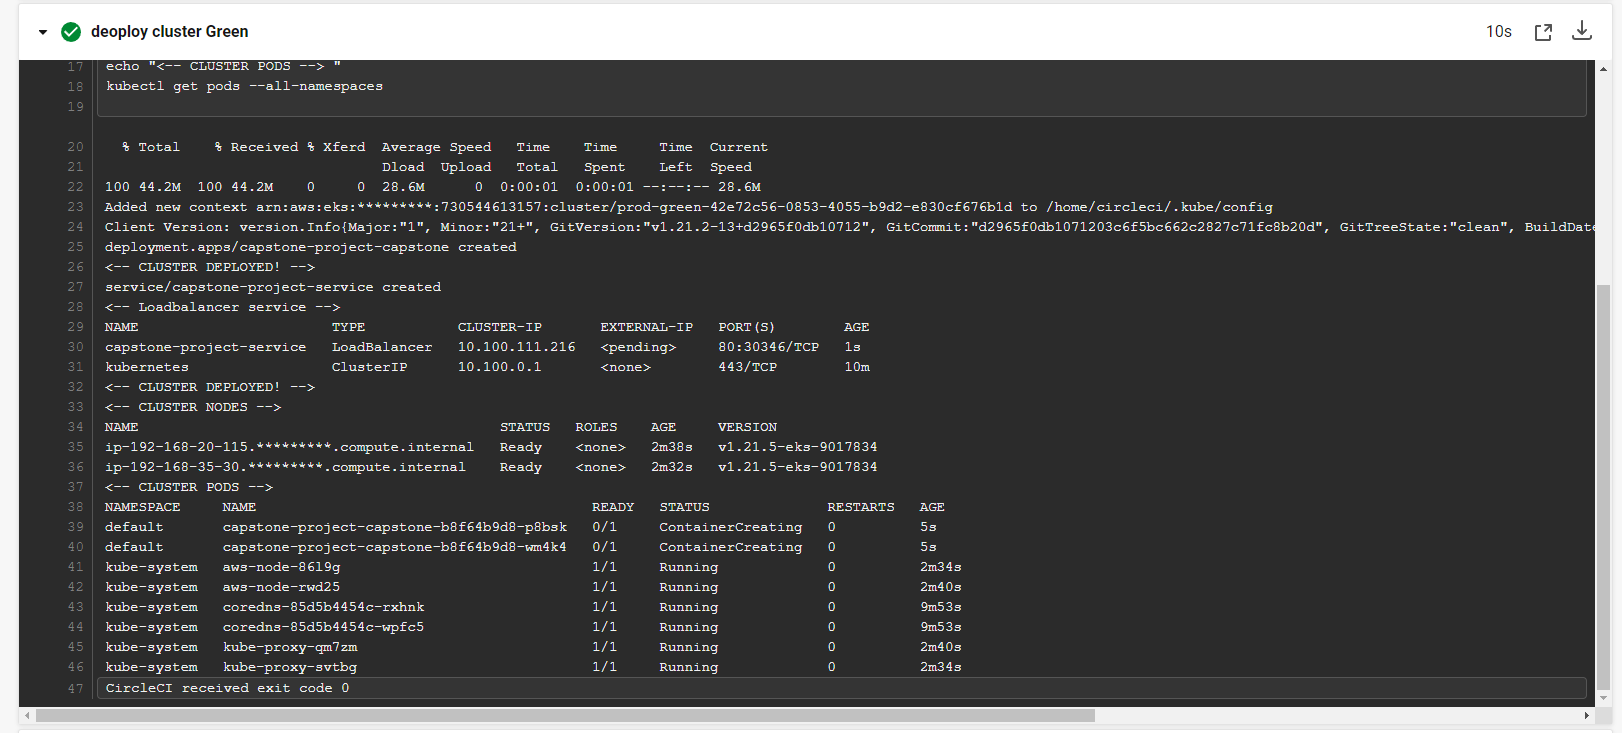 deoploy cluster Green
10s
17 echo "<-- CLUSTER PODS --> "
18 kubectl get pods --all-namespaces
19
20 % Total % Received % Xferd Average Speed Time Time Time Current
21 Dload Upload Total Spent Left Speed
22 100 44.2M 100 44.2M 0 0 28.6M 0 0:00:01 0:00:01 --:--:-- 28.6M
23 Added new context arn:aws:eks:*********:730544613157:cluster/prod-green-42e72c56-0853-4055-b9d2-e830cf676b1d to /home/circleci/.kube/config
24 Client Version: version.Info{Major:"1", Minor:"21+", GitVersion:"v1.21.2-13+d2965f0db10712", GitCommit:"d2965f0db1071203c6f5bc662c2827c71fc8b20d", GitTreeState:"clean", BuildDate
25 deployment.apps/capstone-project-capstone created
26 <-- CLUSTER DEPLOYED! -->
27 service/capstone-project-service created
28 <-- Loadbalancer service -->
29 NAME TYPE CLUSTER-IP EXTERNAL-IP PORT(S) AGE
30 capstone-project-service LoadBalancer 10.100.111.216 <pending> 80:30346/TCP 1s
31 kubernetes ClusterIP 10.100.0.1 <none> 443/TCP 10m
32 <-- CLUSTER DEPLOYED! -->
33 <-- CLUSTER NODES -->
34 NAME STATUS ROLES AGE VERSION
35 ip-192-168-20-115.*********.compute.internal Ready <none> 2m38s v1.21.5-eks-9017834
36 ip-192-168-35-30.*********.compute.internal Ready <none> 2m32s v1.21.5-eks-9017834
37 <-- CLUSTER PODS -->
38 NAMESPACE NAME READY STATUS RESTARTS AGE
39 default capstone-project-capstone-b8f64b9d8-p8bsk 0/1 ContainerCreating 0 5s
40 default capstone-project-capstone-b8f64b9d8-wm4k4 0/1 ContainerCreating 0 5s
41 kube-system aws-node-86l9g 1/1 Running 0 2m34s
42 kube-system aws-node-rwd25 1/1 Running 0 2m40s
43 kube-system coredns-85d5b4454c-rxhnk 1/1 Running 0 9m53s
44 kube-system coredns-85d5b4454c-wpfc5 1/1 Running 0 9m53s
45 kube-system kube-proxy-qm7zm 1/1 Running 0 2m40s
46 kube-system kube-proxy-svtbg 1/1 Running 0 2m34s
47 CircleCI received exit code 0